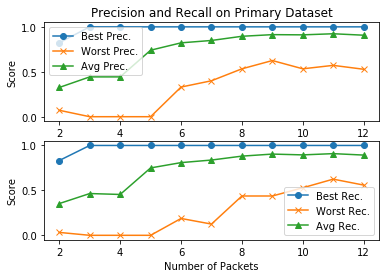 Precision and Recall on Primary Dataset
1.0
0.5
0.0
Score
Best Prec.
Worst Prec.
Avg Prec.
2 4 6 8 10 12
1.0
0.5
0.0
Score
Best Rec.
Worst Rec.
Avg Rec.
2 4 6 8 10 12
Number of Packets